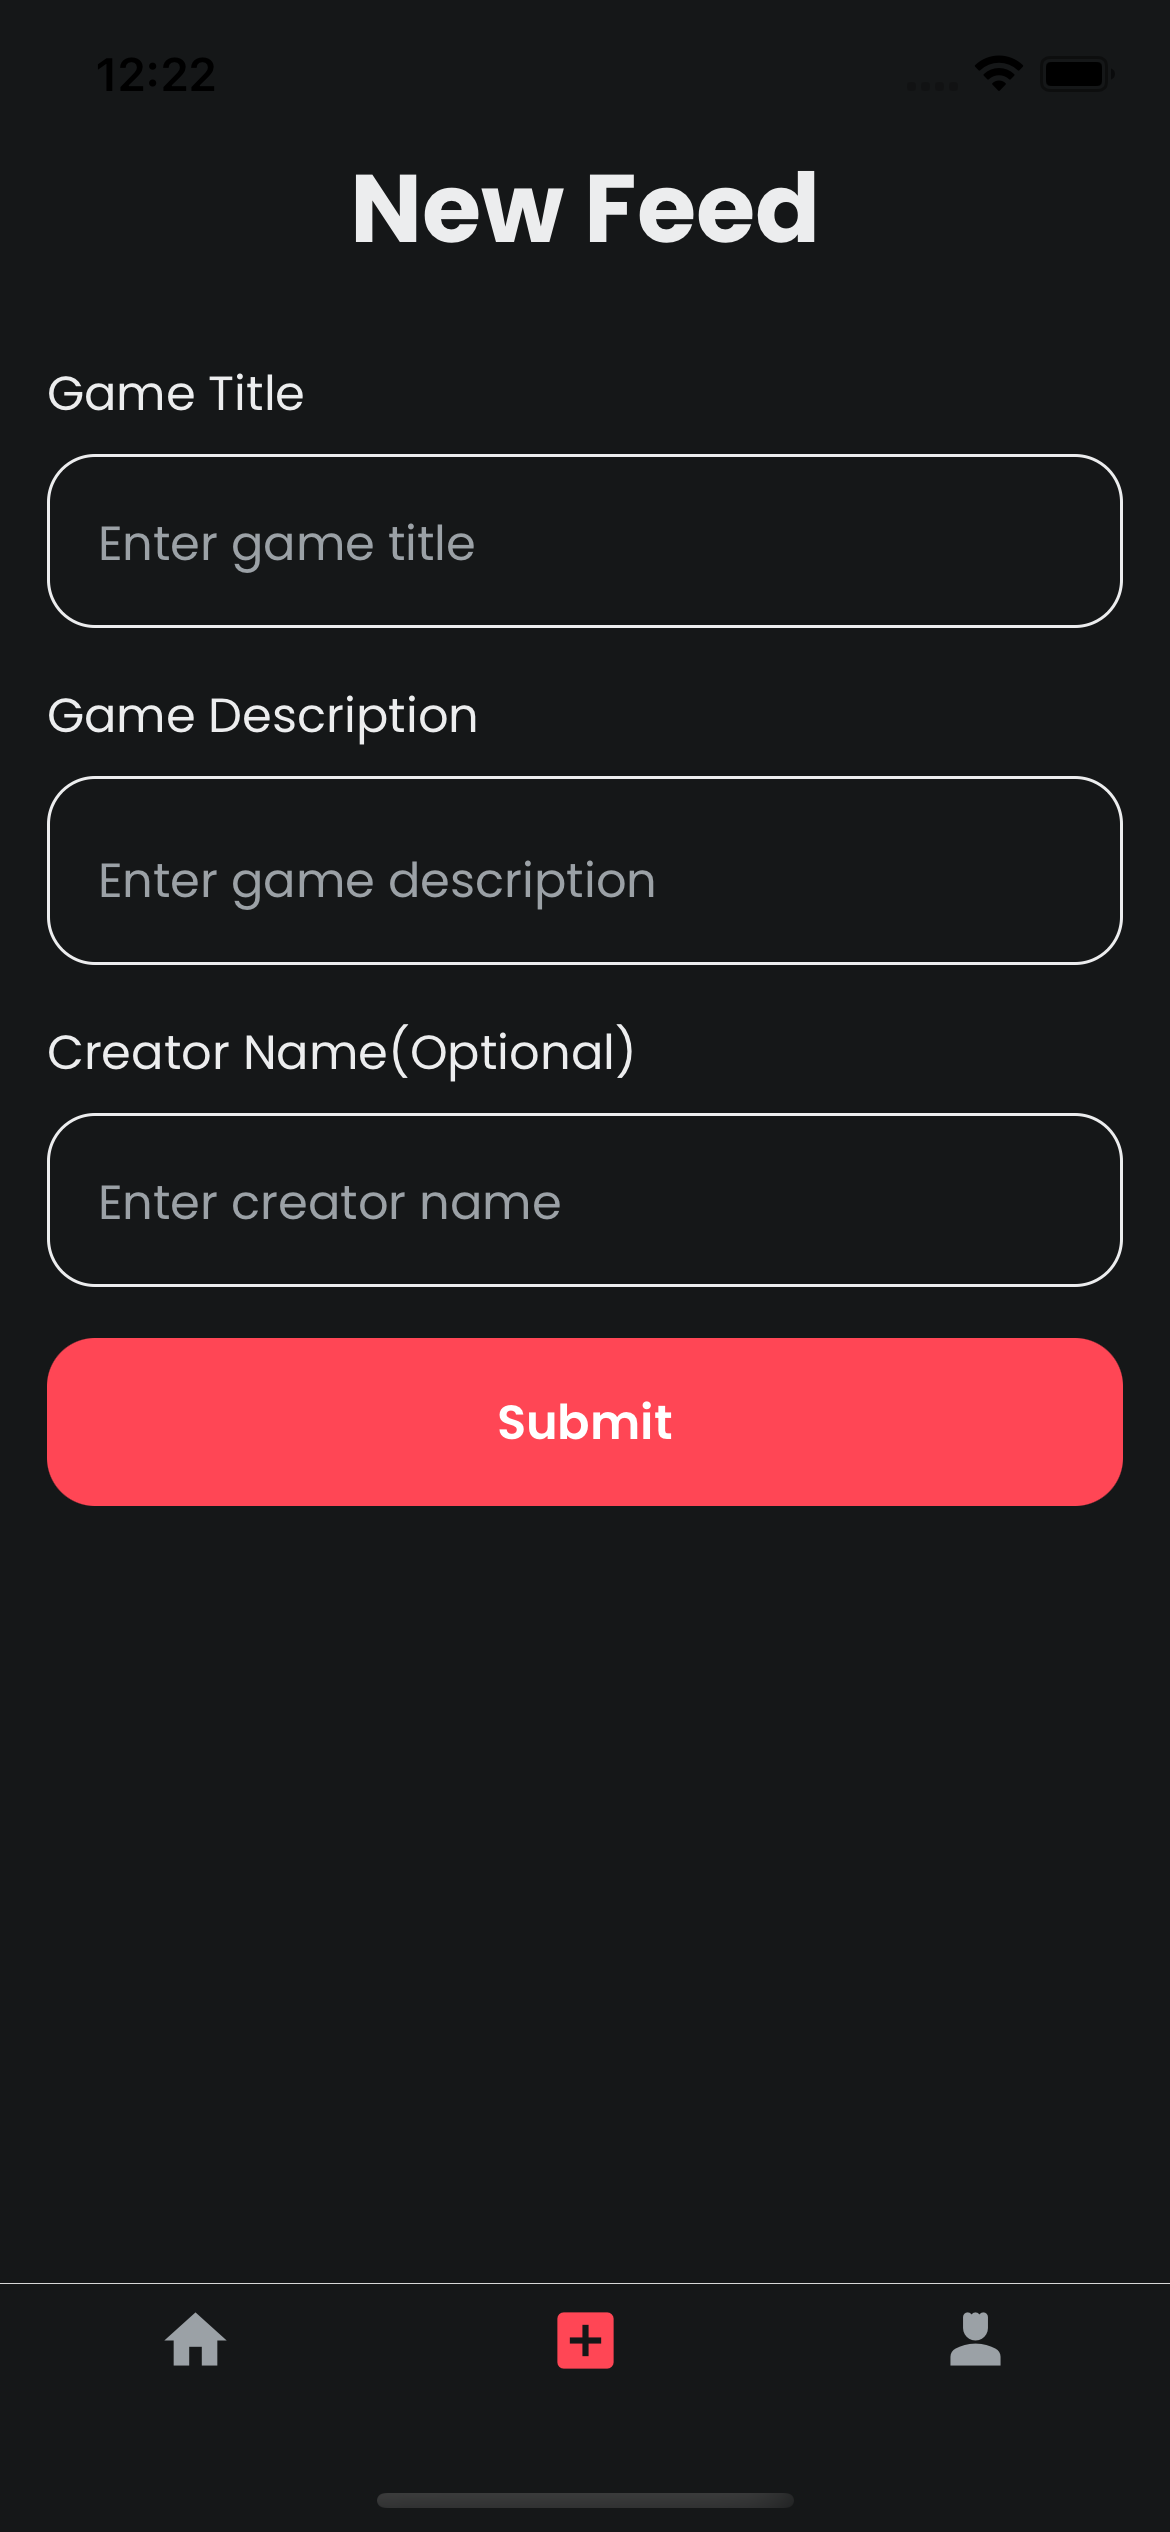 12:22
New Feed
Game Title
Enter game title
Game Description
Enter game description
Creator Name(Optional)
Enter creator name
Submit